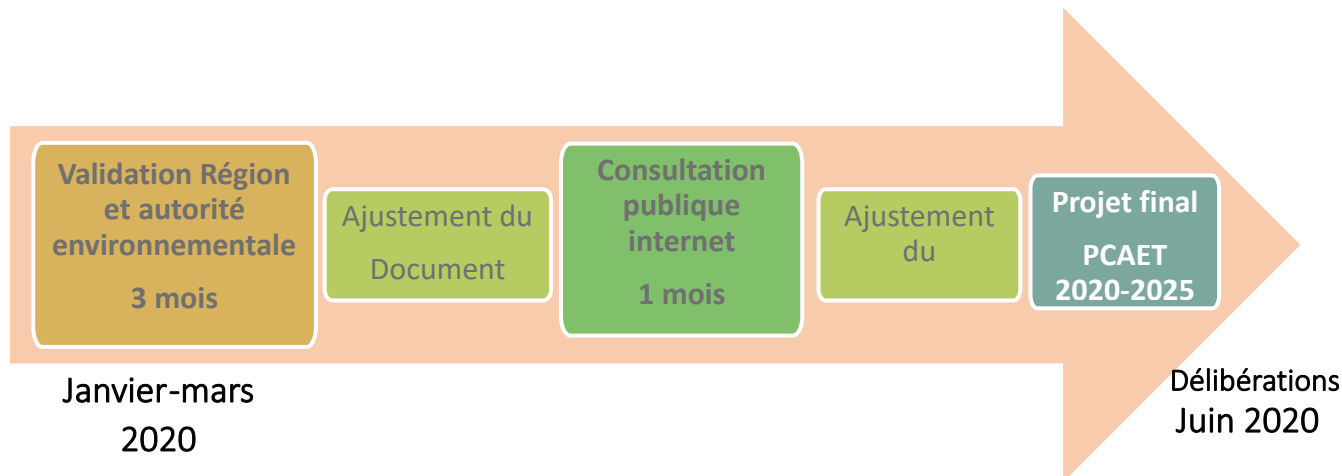 Validation Région
et autorité
environnementale
3 mois
Ajustement du
Document
Consultation
publique
internet
1 mois
Ajustement
du
Projet final
PCAET
2020-2025
Janvier-mars
2020
Délibérations
Juin 2020